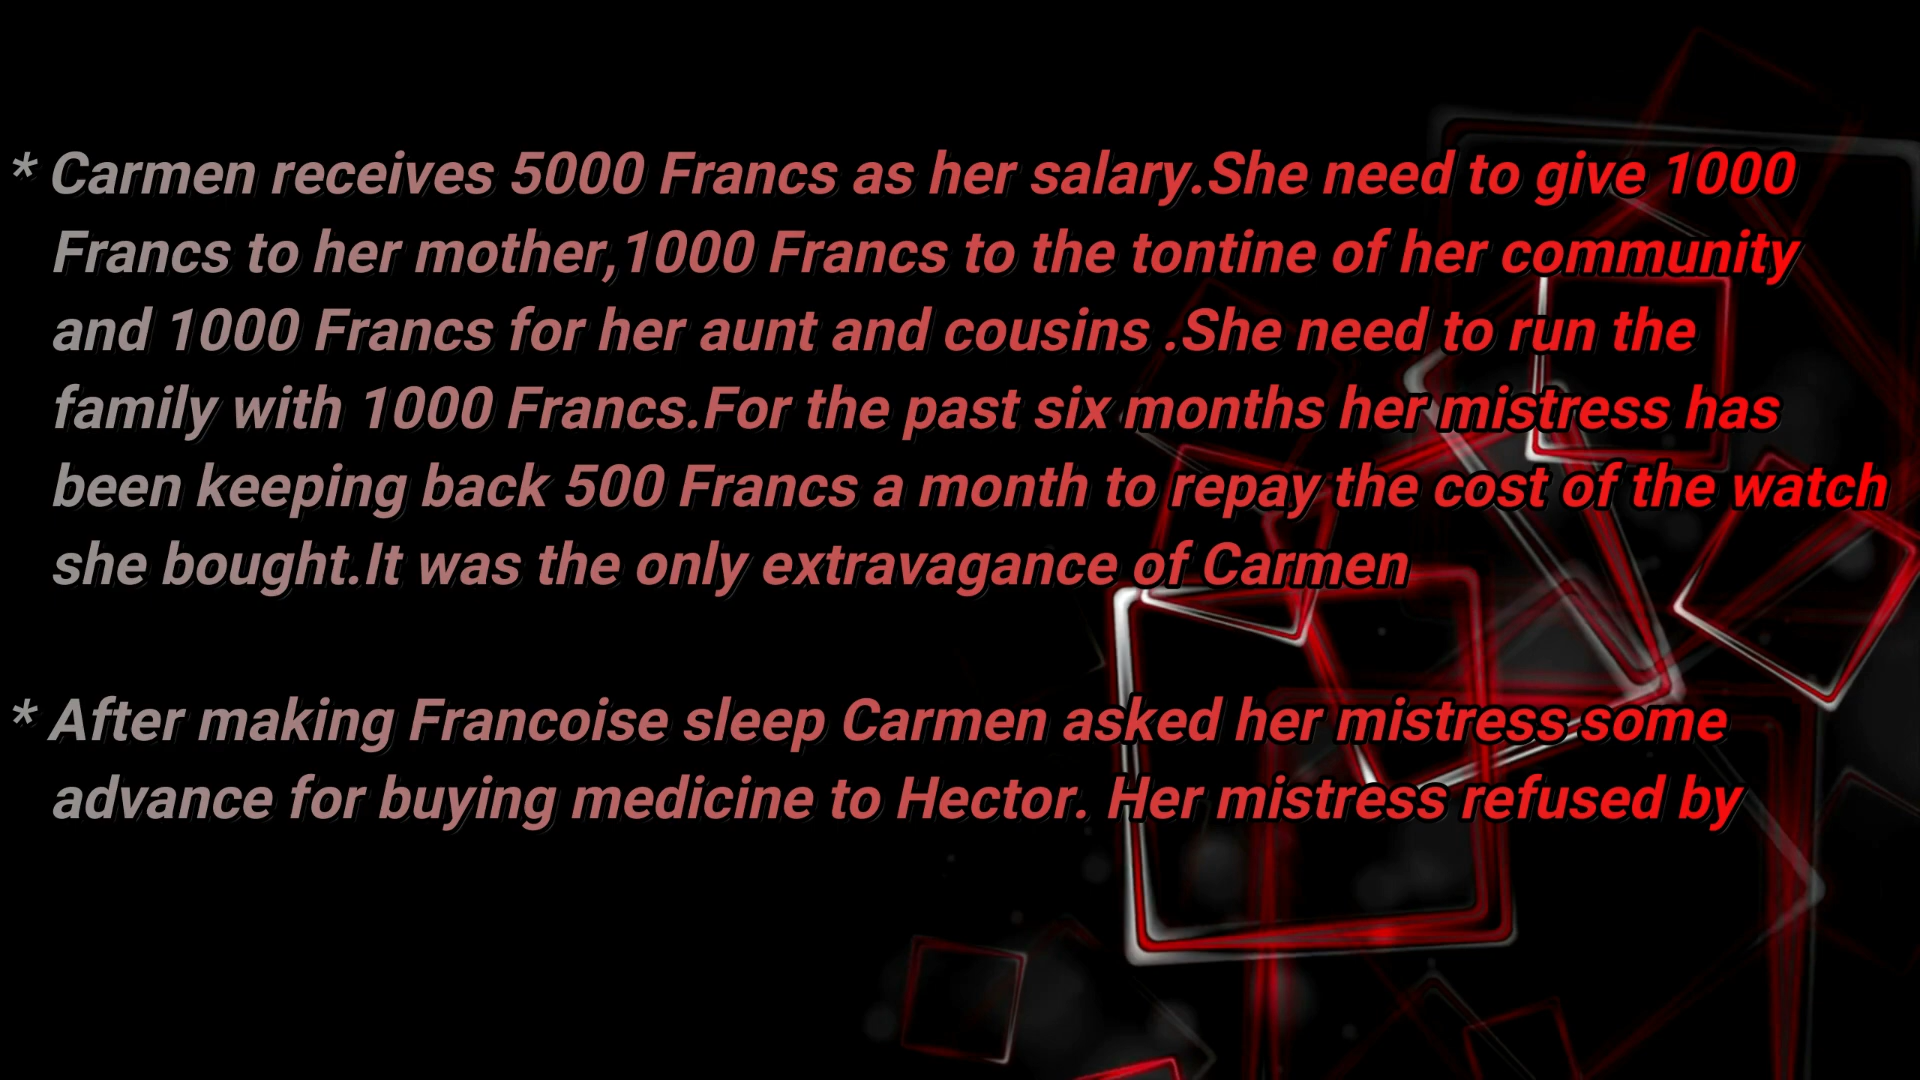 * Carmen receives 5000 Francs as her salary.She need to give 1000
Francs to her mother,1000 Francs to the tontine of her community
and 1000 Francs for her aunt and cousins .She need to run the
family with 1000 Francs.For the past six months her mistress has
been keeping back 500 Francs a month to repay the cost of the watch
she bought.It was the only extravagance of Carmen
* After making Francoise sleep Carmen asked her mistress some
advance for buying medicine to Hector. Her mistress refused by